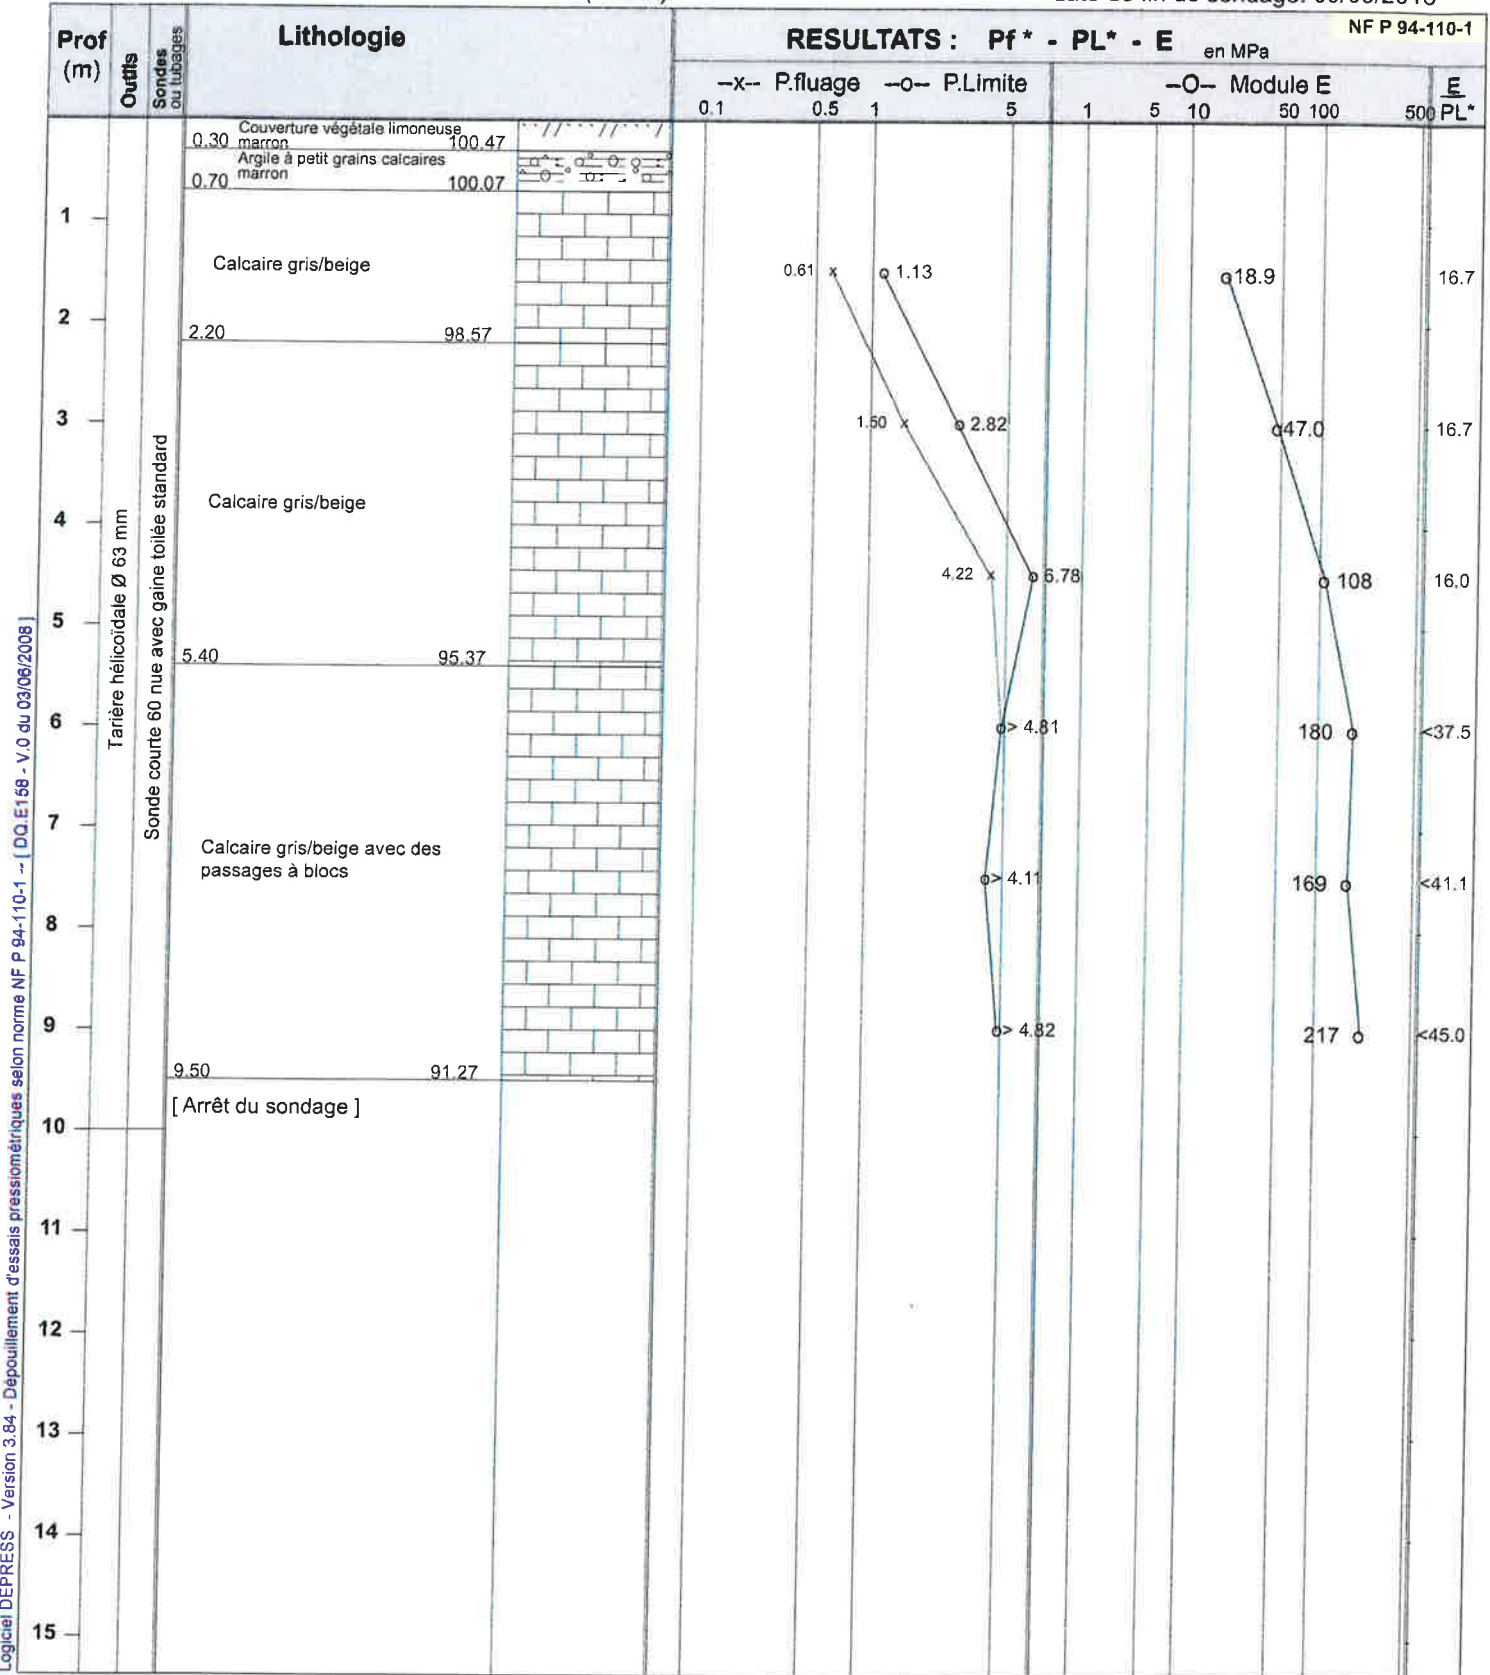 NF P 94-110-1
Prof
(m)
Outils
Sondes
ou tubages
Lithologie
RESULTATS : Pf* - PL* - E en MPa
–x-- P.fluage –o– P.Limite
–O– Module E
E
PL*
0.1 0.5 1 5 1 5 10 50 100 500
Couverture végétale limoneuse
marron
0.30 100.47
Argile à petit grains calcaires
marron
0.70 100.07
1
Calcaire gris/beige
0.61 1.13 18.9 16.7
2
2.20 98.57
3
1.60 2.82 47.0 16.7
Calcaire gris/beige
4
4.22 6.78 108 16.0
5
5.40 95.37
6
> 4.81 180 <37.5
7
Calcaire gris/beige avec des
passages à blocs
> 4.11 169 <41.1
8
9
> 4.82 217 <45.0
9.50 91.27
[ Arrêt du sondage ]
10
11
12
13
14
15
Tarière hélicoïdale Ø 63 mm
Sonde courte 60 nue avec gaine toilée standard
Logiciel DEPRESS - Version 3.84 - Dépouillement d'essais pressiométriques selon norme NF P 94-110-1 -- [ DQ.E158 - V.0 du 03/06/2008 ]